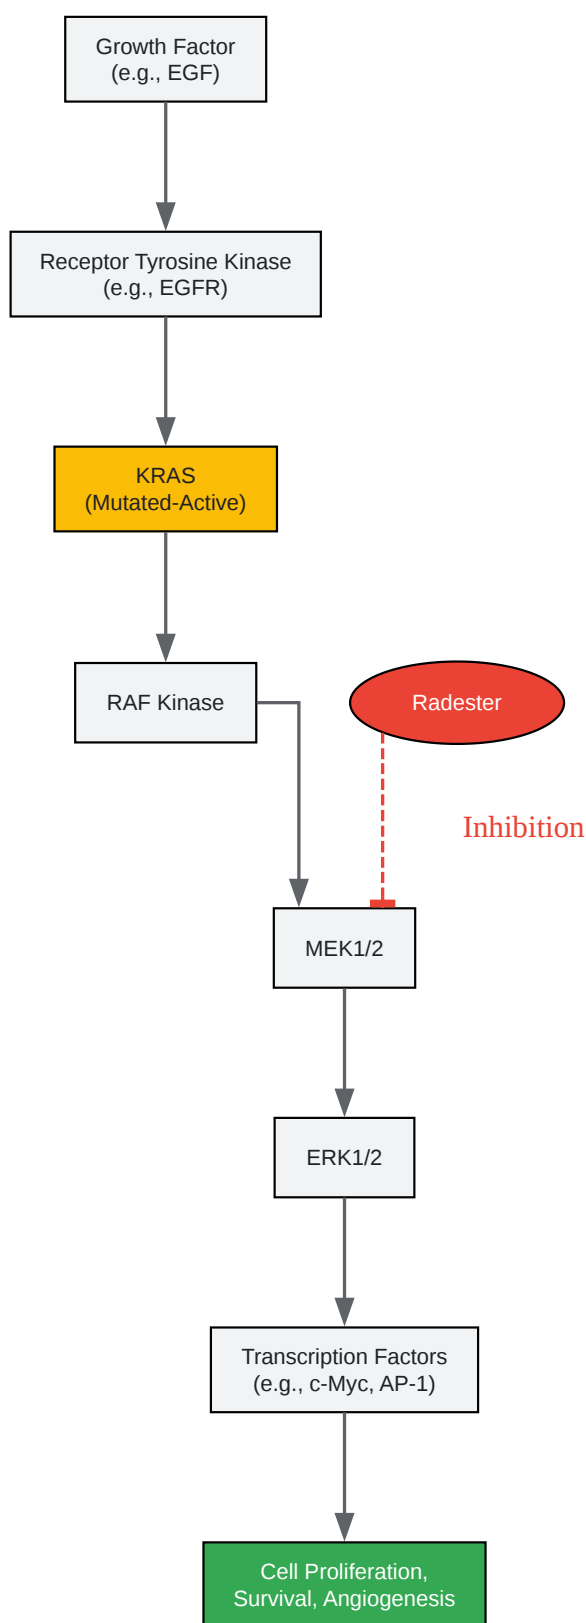 Growth Factor
(e.g., EGF)
Receptor Tyrosine Kinase
(e.g., EGFR)
KRAS
(Mutated-Active)
RAF Kinase
Radester
Inhibition
MEK1/2
ERK1/2
Transcription Factors
(e.g., c-Myc, AP-1)
Cell Proliferation,
Survival, Angiogenesis